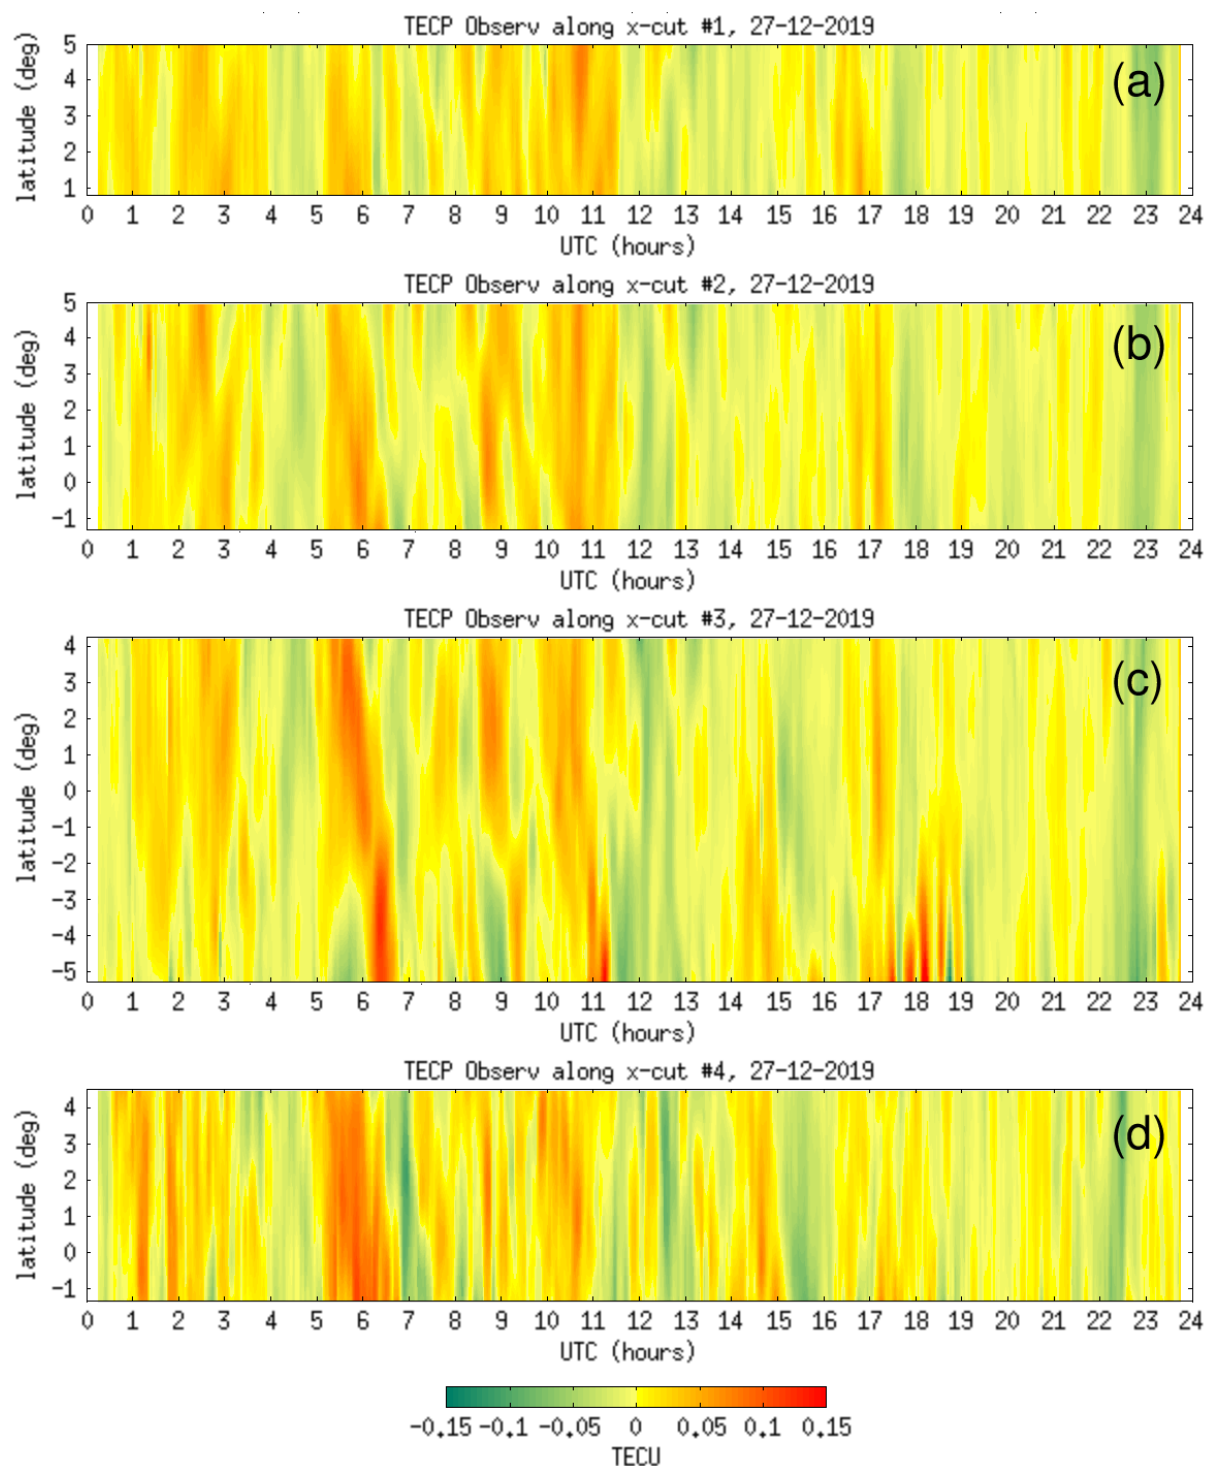 TECP Observ along x-cut #1, 27-12-2019
latitude (deg)
5
4
3
2
1
(a)
0 1 2 3 4 5 6 7 8 9 10 11 12 13 14 15 16 17 18 19 20 21 22 23 24
UTC (hours)
TECP Observ along x-cut #2, 27-12-2019
latitude (deg)
5
4
3
2
1
0
-1
(b)
0 1 2 3 4 5 6 7 8 9 10 11 12 13 14 15 16 17 18 19 20 21 22 23 24
UTC (hours)
TECP Observ along x-cut #3, 27-12-2019
latitude (deg)
4
3
2
1
0
-1
-2
-3
-4
-5
(c)
0 1 2 3 4 5 6 7 8 9 10 11 12 13 14 15 16 17 18 19 20 21 22 23 24
UTC (hours)
TECP Observ along x-cut #4, 27-12-2019
latitude (deg)
4
3
2
1
0
-1
(d)
0 1 2 3 4 5 6 7 8 9 10 11 12 13 14 15 16 17 18 19 20 21 22 23 24
UTC (hours)
-0.15 -0.1 -0.05 0 0.05 0.1 0.15
TECU